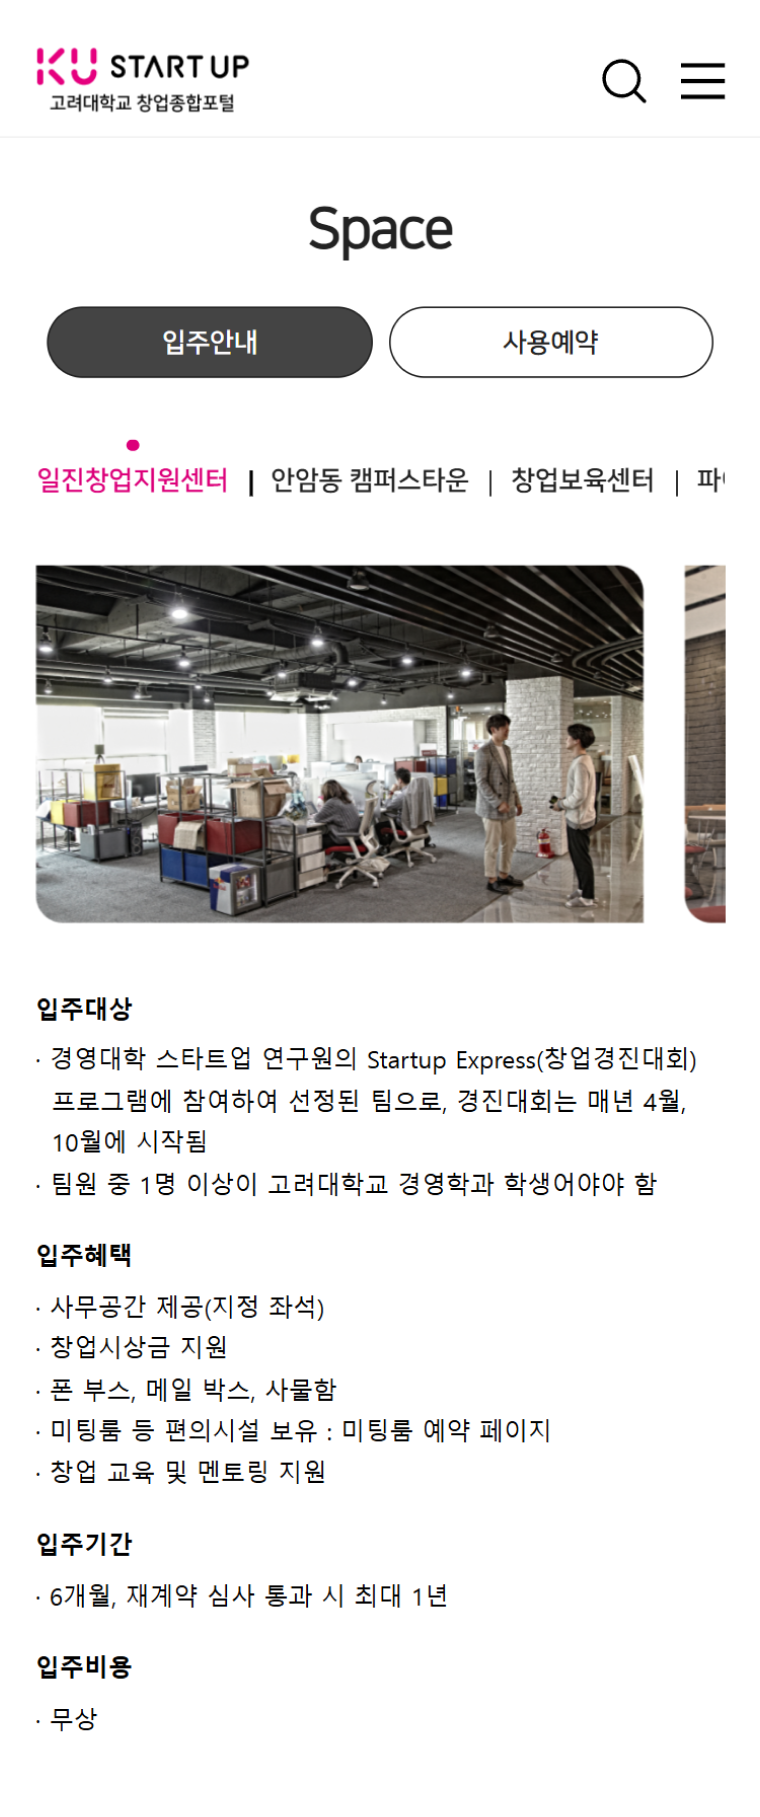 KU START UP
고려대학교 창업종합포털
Space
입주안내
사용예약
일진창업지원센터 | 안암동 캠퍼스타운 | 창업보육센터 | 파
입주대상
· 경영대학 스타트업 연구원의 Startup Express(창업경진대회)
프로그램에 참여하여 선정된 팀으로, 경진대회는 매년 4월,
10월에 시작됨
· 팀원 중 1명 이상이 고려대학교 경영학과 학생어야야 함
입주혜택
· 사무공간 제공(지정 좌석)
· 창업시상금 지원
· 폰 부스, 메일 박스, 사물함
· 미팅룸 등 편의시설 보유 : 미팅룸 예약 페이지
· 창업 교육 및 멘토링 지원
입주기간
· 6개월, 재계약 심사 통과 시 최대 1년
입주비용
· 무상